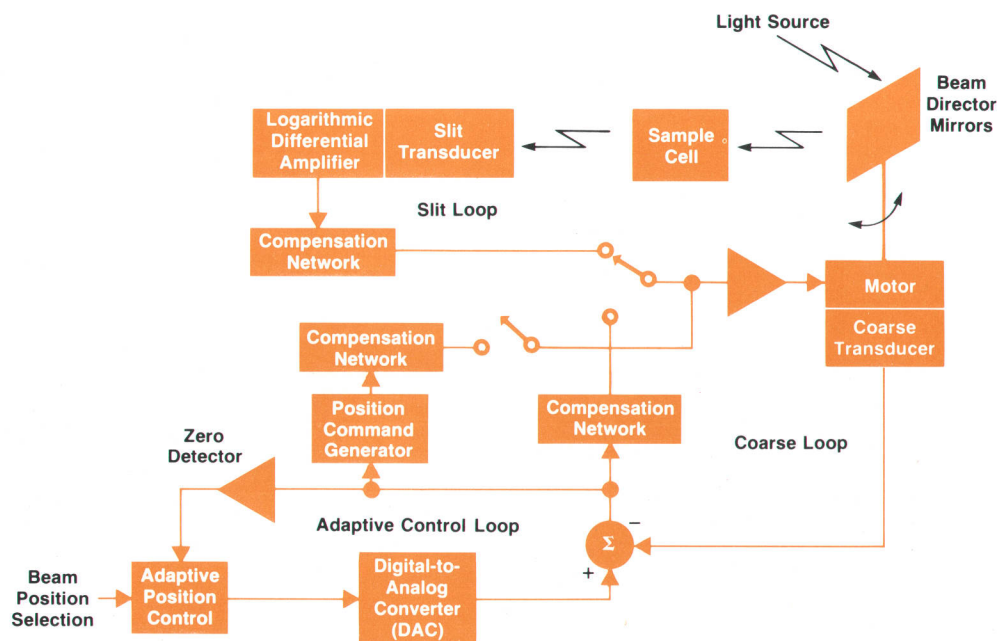 Light Source
Beam
Director
Mirrors
Logarithmic
Differential
Amplifier
Slit
Transducer
Sample
Cell
Slit Loop
Compensation
Network
Motor
Coarse
Transducer
Compensation
Network
Position
Command
Generator
Compensation
Network
Zero
Detector
Coarse Loop
Adaptive Control Loop
−
Σ
+
Beam
Position
Selection
Adaptive
Position
Control
Digital-to-
Analog
Converter
(DAC)